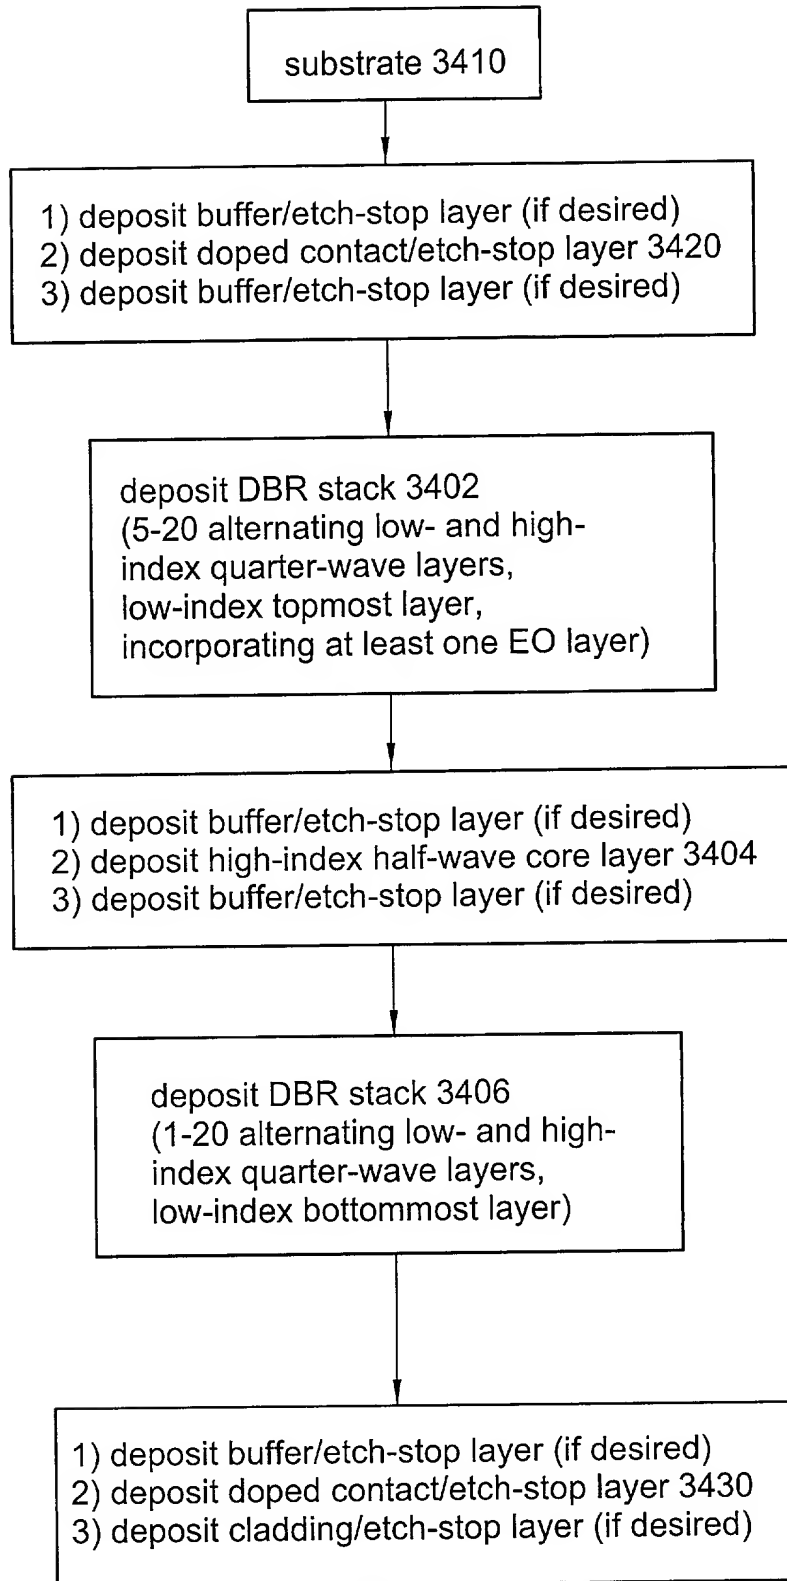 substrate 3410
1) deposit buffer/etch-stop layer (if desired)
2) deposit doped contact/etch-stop layer 3420
3) deposit buffer/etch-stop layer (if desired)
deposit DBR stack 3402
(5-20 alternating low- and high-
index quarter-wave layers,
low-index topmost layer,
incorporating at least one EO layer)
1) deposit buffer/etch-stop layer (if desired)
2) deposit high-index half-wave core layer 3404
3) deposit buffer/etch-stop layer (if desired)
deposit DBR stack 3406
(1-20 alternating low- and high-
index quarter-wave layers,
low-index bottommost layer)
1) deposit buffer/etch-stop layer (if desired)
2) deposit doped contact/etch-stop layer 3430
3) deposit cladding/etch-stop layer (if desired)